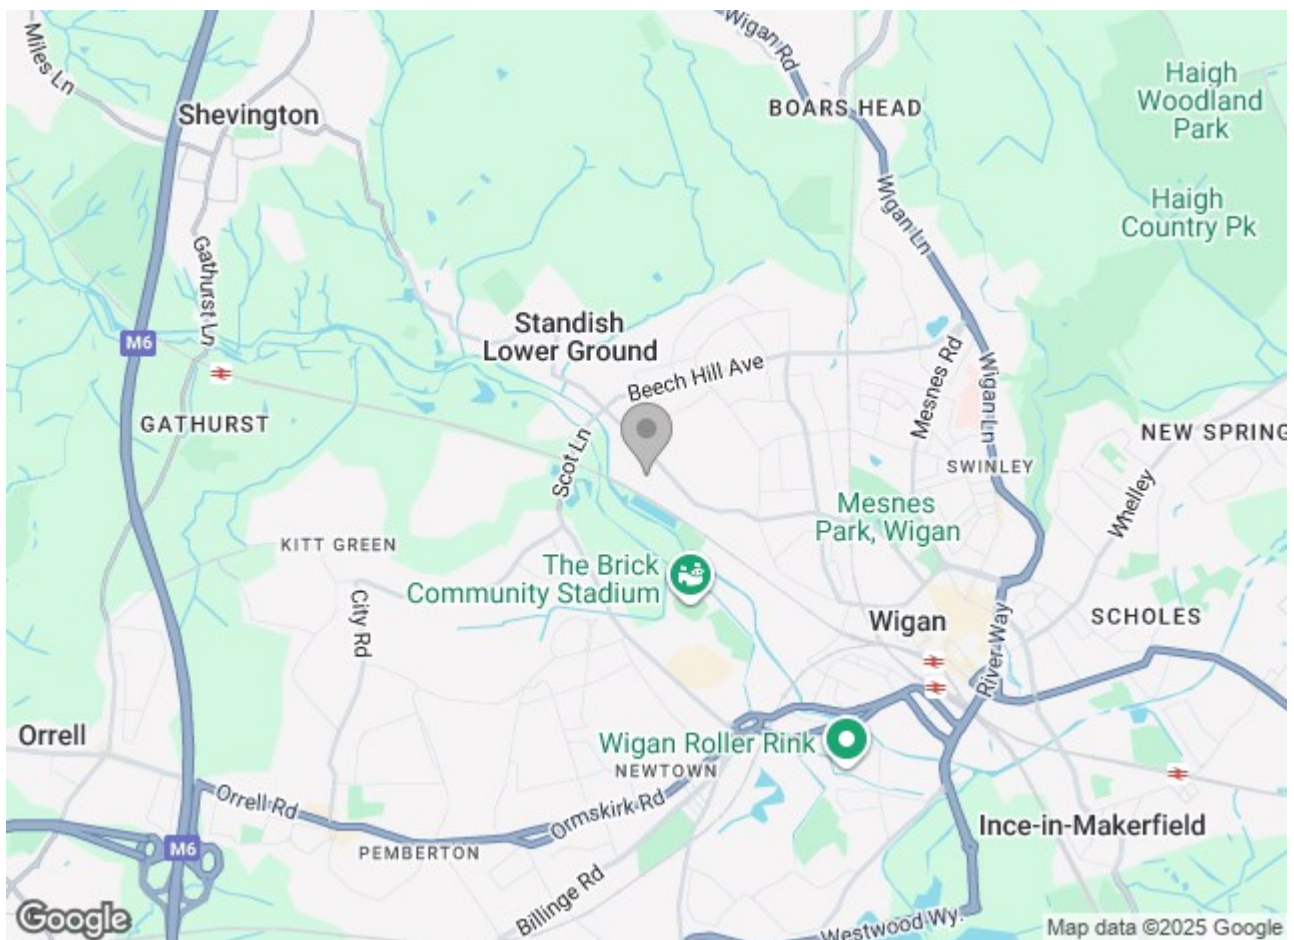 Miles Ln
Wigan Rd
Haigh
Woodland
Park
BOARS HEAD
Shevington
Wigan Ln
Haigh
Country Pk
Gathurst Ln
M6
Standish
Lower Ground
Beech Hill Ave
Mesnes Rd
Wigan Ln
GATHURST
Scot Ln
NEW SPRING
SWINLEY
Whelley
Mesnes
Park, Wigan
KITT GREEN
The Brick
Community Stadium
City Rd
Wigan
River Way
SCHOLES
Orrell
Wigan Roller Rink
NEWTOWN
Orrell Rd
Ormskirk Rd
Ince-in-Makerfield
M6
PEMBERTON
Billinge Rd
Westwood Wy.
Google
Map data ©2025 Google